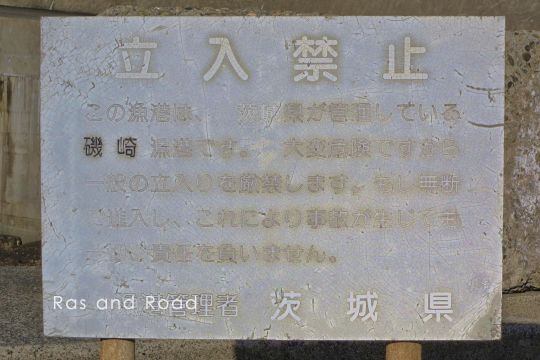 立入禁止
この漁港は、茨城県が管理している
磯崎 漁港です。 大変危険ですから
一般の立入りを厳禁します。もし無断
で進入し、これにより事故が生じても
責任を負いません。
Ras and Road
管理者 茨城県